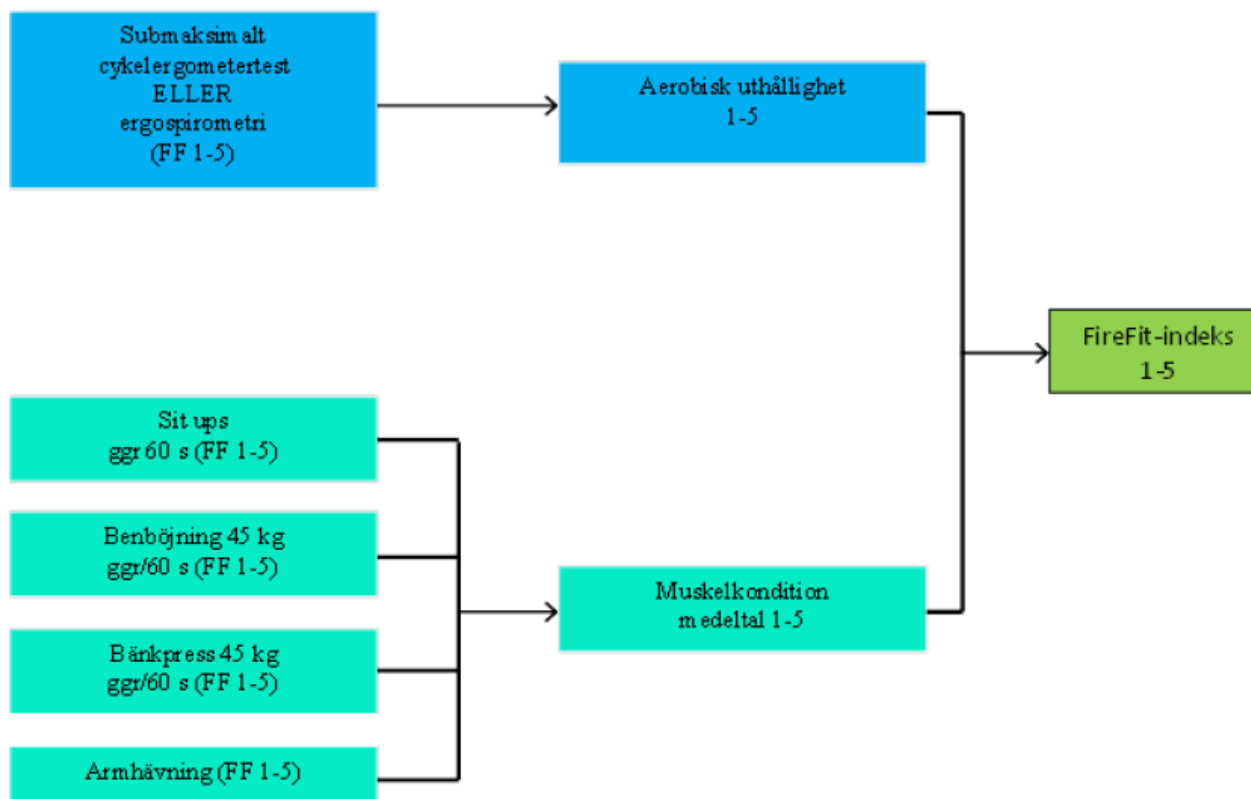 Submaksimalt
cykelergometertest
ELLER
ergospirometri
(FF 1-5)
Aerobisk uthållighet
1-5
FireFit-indeks
1-5
Sit ups
ggr 60 s (FF 1-5)
Benböjning 45 kg
ggr/60 s (FF 1-5)
Bänkpress 45 kg
ggr/60 s (FF 1-5)
Armhävning (FF 1-5)
Muskelkondition
medeltal 1-5